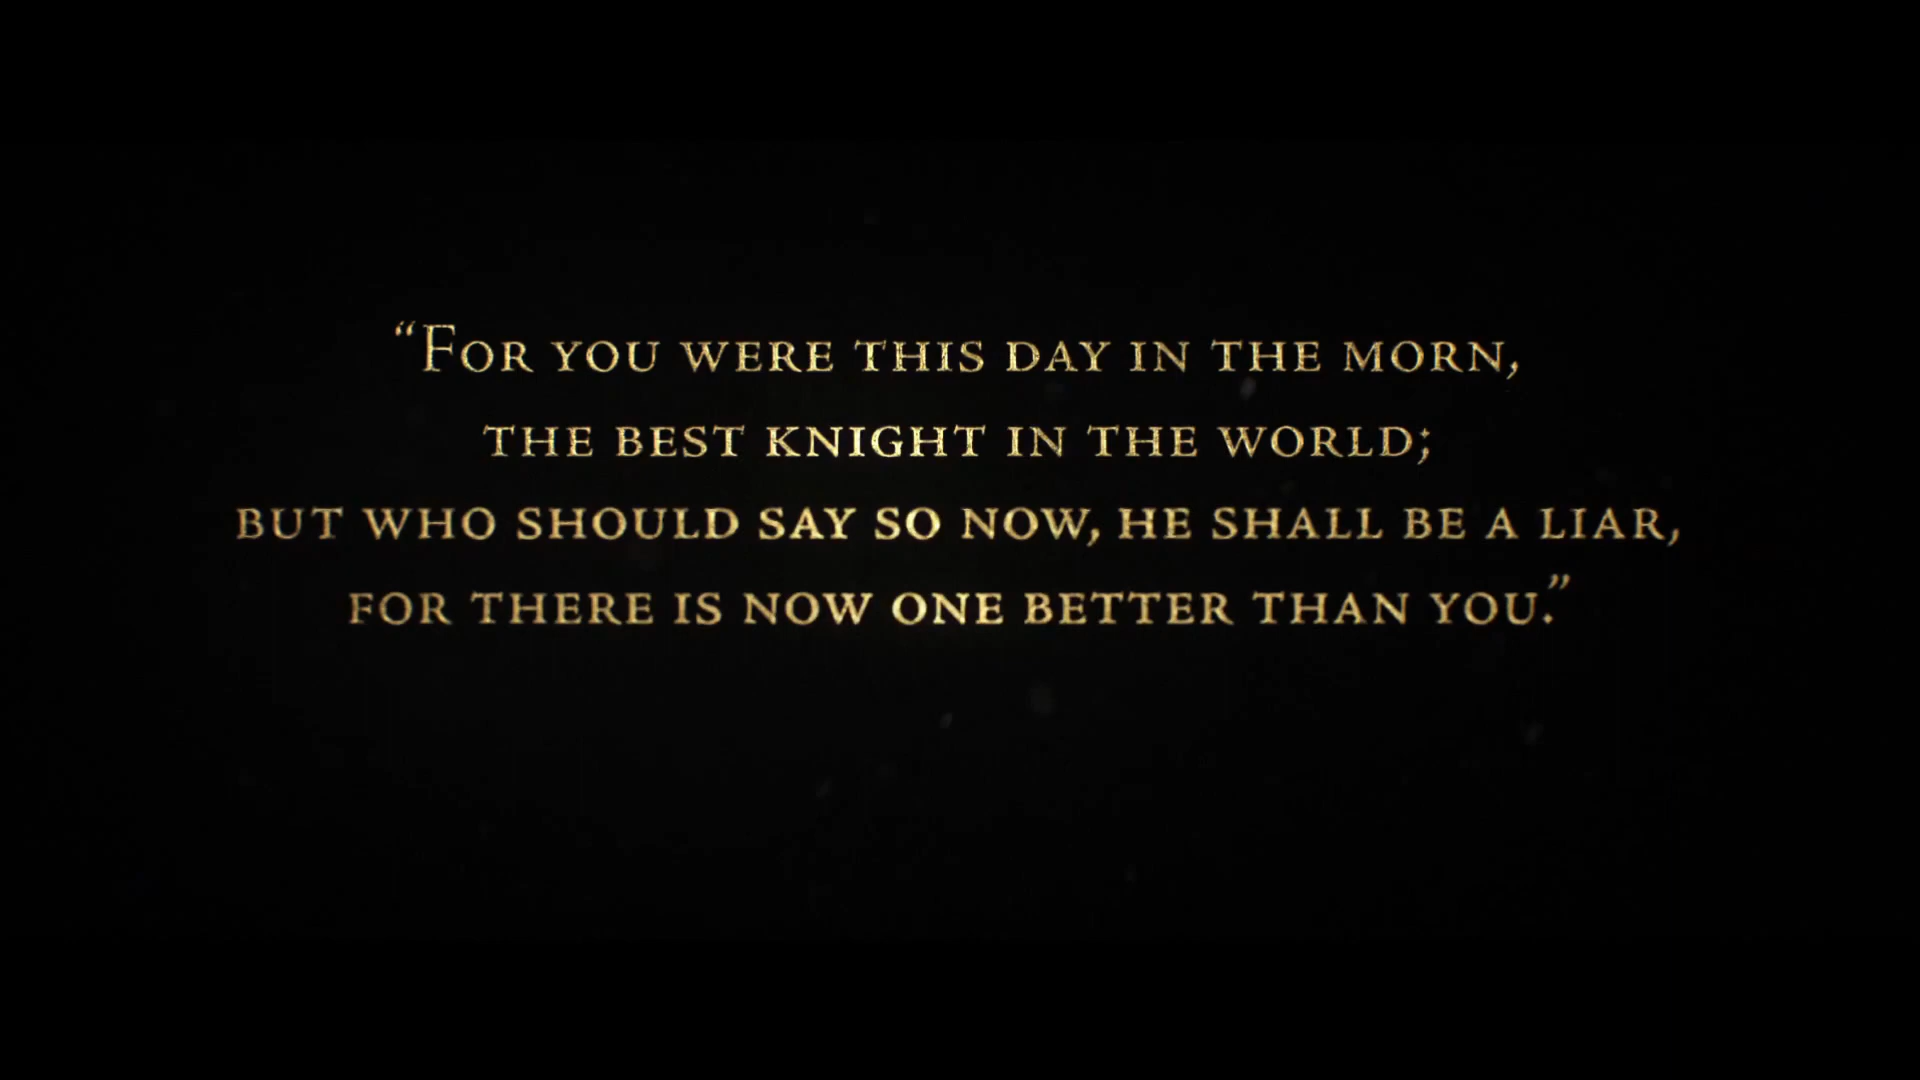 “For you were this day in the morn,
the best knight in the world;
but who should say so now, he shall be a liar,
for there is now one better than you.”